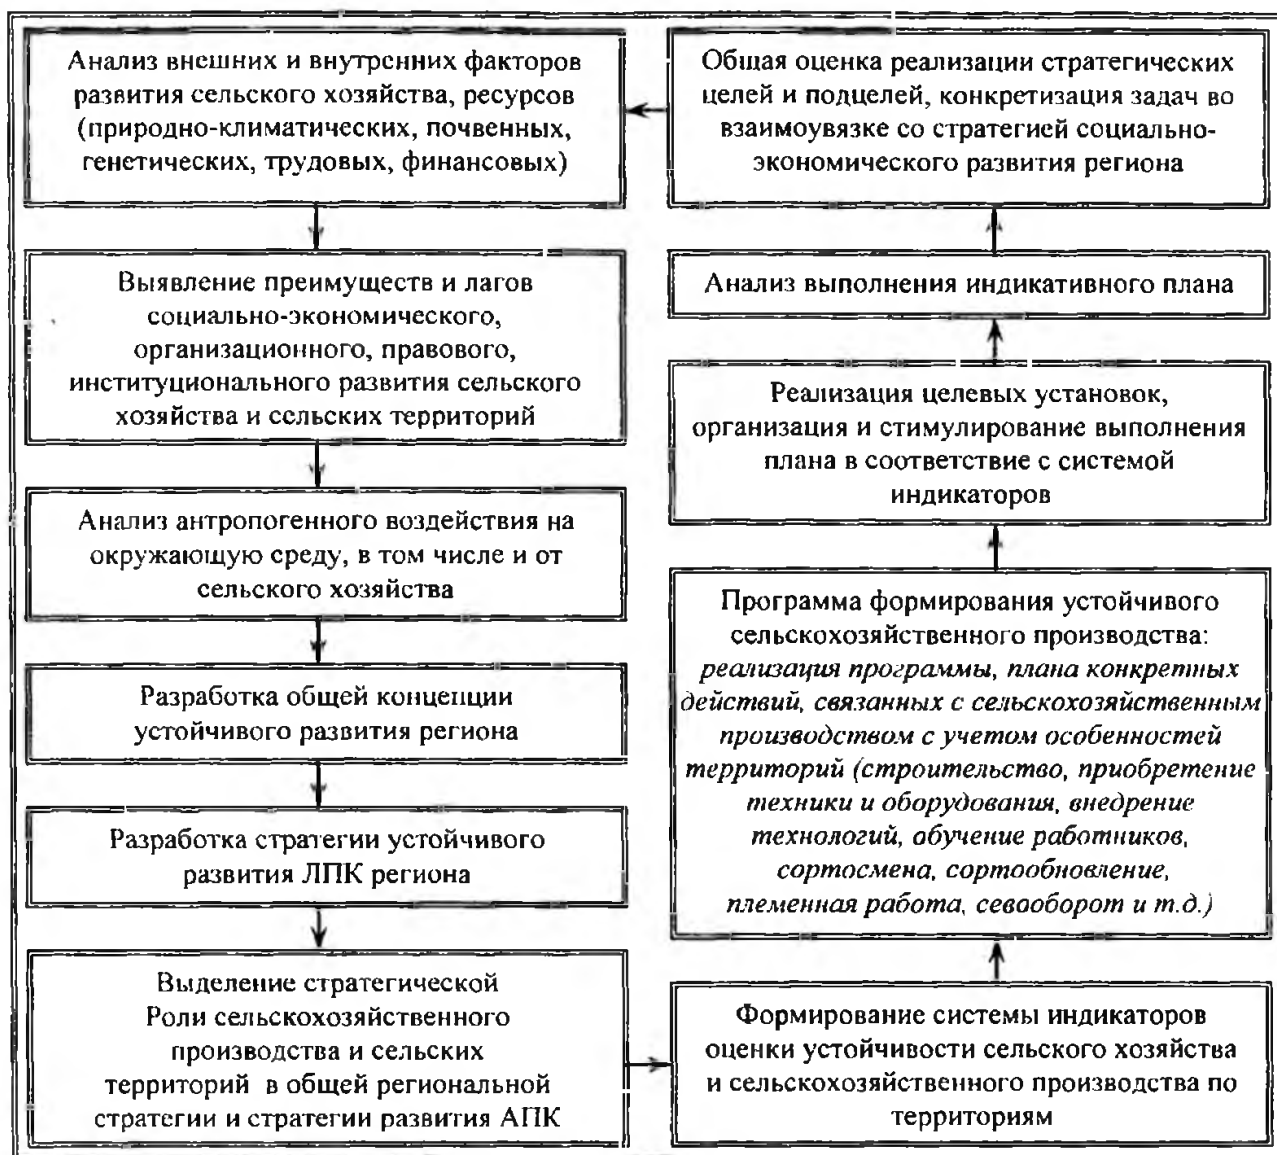 Анализ внешних и внутренних факторов
развития сельского хозяйства, ресурсов
(природно-климатических, почвенных,
генетических, трудовых, финансовых)
Выявление преимуществ и лагов
социально-экономического,
организационного, правового,
институционального развития сельского
хозяйства и сельских территорий
Анализ антропогенного воздействия на
окружающую среду, в том числе и от
сельского хозяйства
Разработка общей концепции
устойчивого развития региона
Разработка стратегии устойчивого
развития ЛПК региона
Выделение стратегической
Роли сельскохозяйственного
производства и сельских
территорий в общей региональной
стратегии и стратегии развития АПК
Формирование системы индикаторов
оценки устойчивости сельского хозяйства
и сельскохозяйственного производства по
территориям
Программа формирования устойчивого
сельскохозяйственного производства:
реализация программы, плана конкретных
действий, связанных с сельскохозяйственным
производством с учетом особенностей
территорий (строительство, приобретение
техники и оборудования, внедрение
технологий, обучение работников,
сортосмена, сортообновление,
племенная работа, севооборот и т.д.)
Реализация целевых установок,
организация и стимулирование выполнения
плана в соответствие с системой
индикаторов
Анализ выполнения индикативного плана
Общая оценка реализации стратегических
целей и подцелей, конкретизация задач во
взаимоувязке со стратегией социально-
экономического развития региона